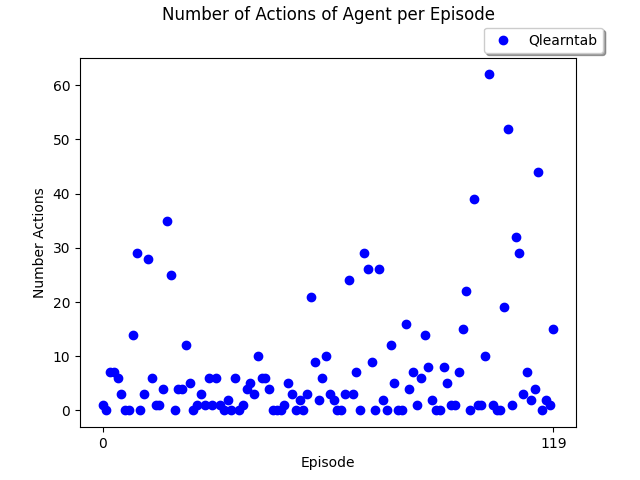 Number of Actions of Agent per Episode
Qlearntab
60
50
40
30
20
10
0
Number Actions
0
119
Episode